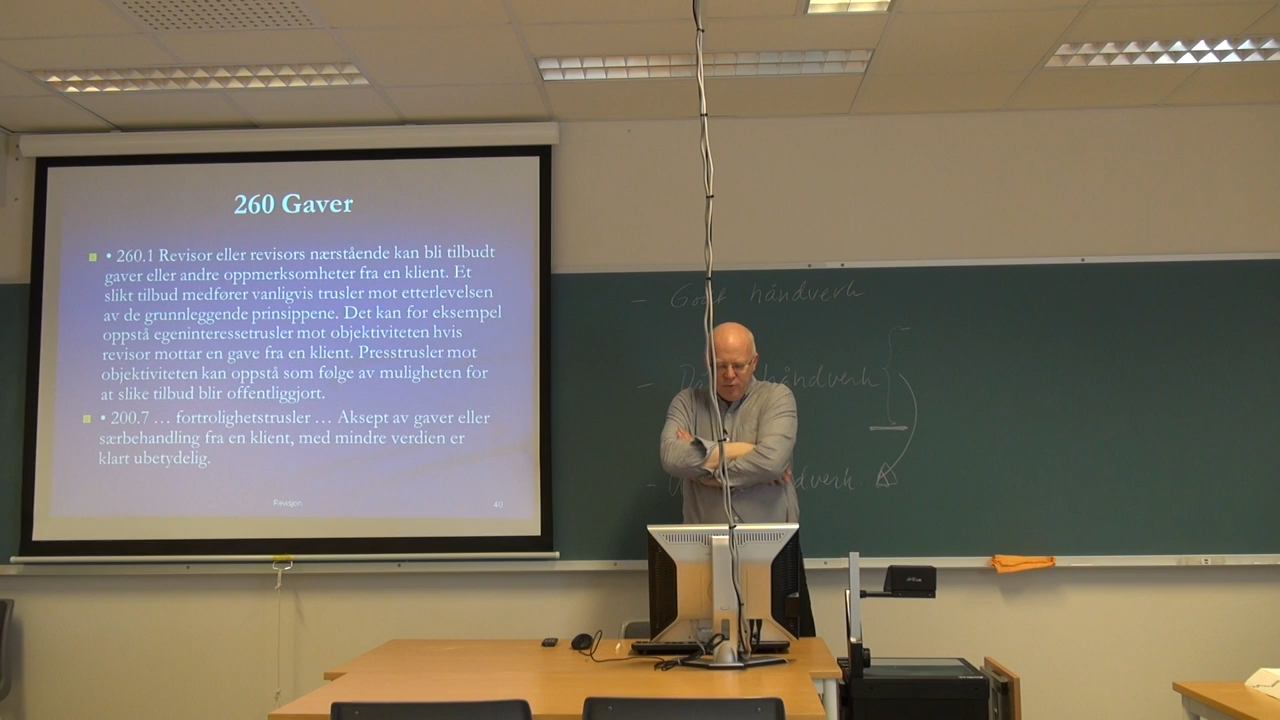 260 Gaver
• 260.1 Revisor eller revisors nærstående kan bli tilbudt
gaver eller andre oppmerksomheter fra en klient. Et
slikt tilbud medfører vanligvis trusler mot etterlevelsen
av de grunnleggende prinsippene. Det kan for eksempel
oppstå egeninteressetrusler mot objektiviteten hvis
revisor mottar en gave fra en klient. Presstrusler mot
objektiviteten kan oppstå som følge av muligheten for
at slike tilbud blir offentliggjort.
• 200.7 … fortrolighetstrusler … Aksept av gaver eller
særbehandling fra en klient, med mindre verdien er
klart ubetydelig.
Revisjon
40
- Godt håndverk
- håndverk
-